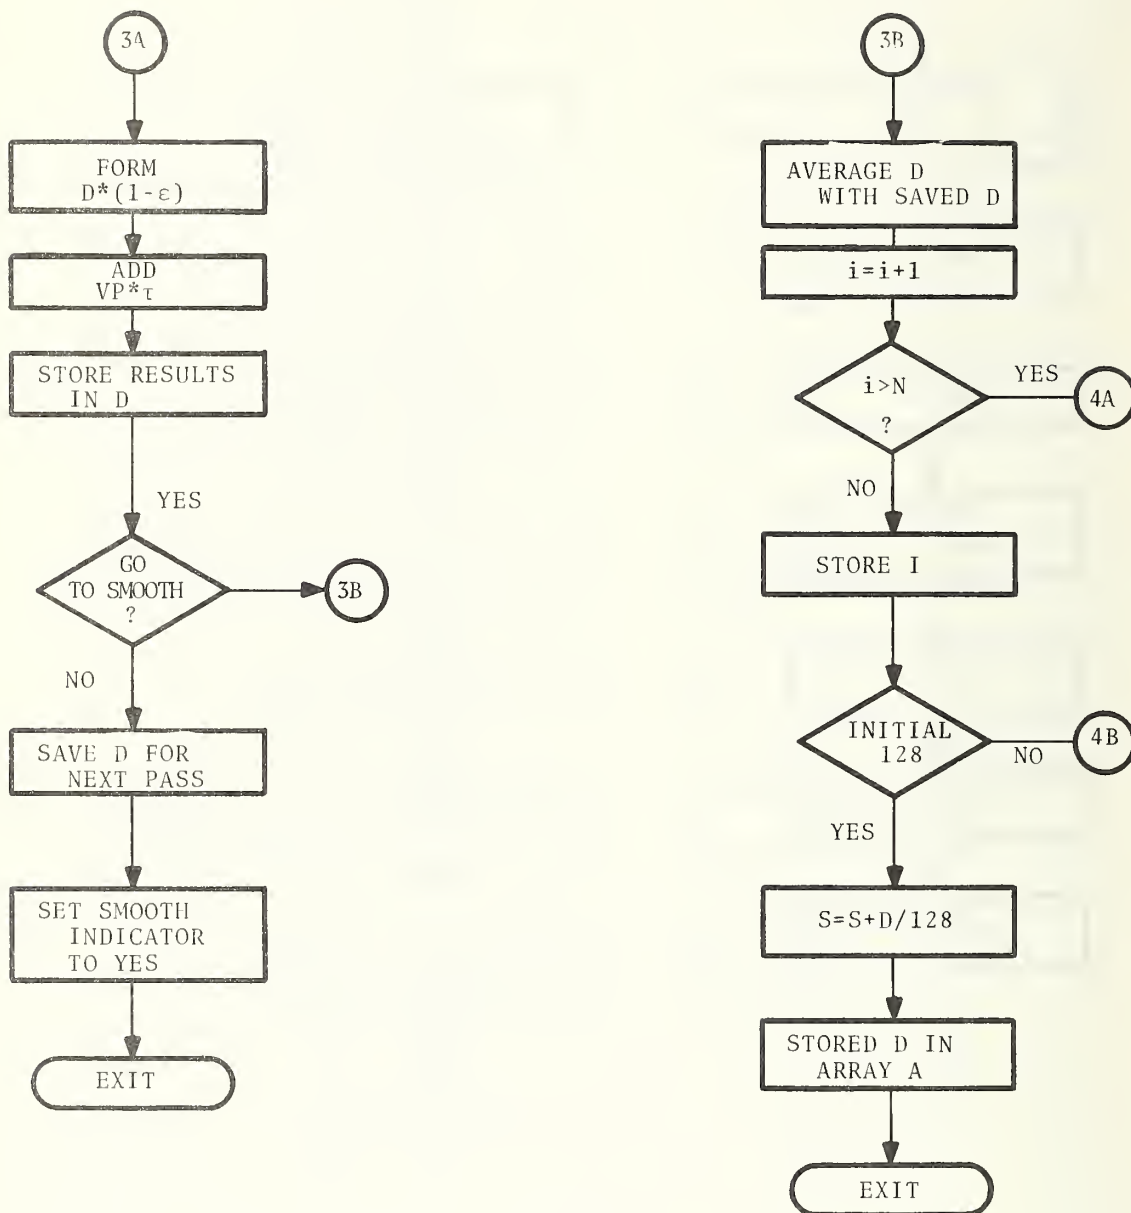 3A
FORM
D*(1-ε)
ADD
VP*τ
STORE RESULTS
IN D
YES
GO
TO SMOOTH
?
3B
NO
SAVE D FOR
NEXT PASS
SET SMOOTH
INDICATOR
TO YES
EXIT
3B
AVERAGE D
WITH SAVED D
i=i+1
i>N
?
YES
4A
NO
STORE I
INITIAL
128
NO
4B
YES
S=S+D/128
STORED D IN
ARRAY A
EXIT